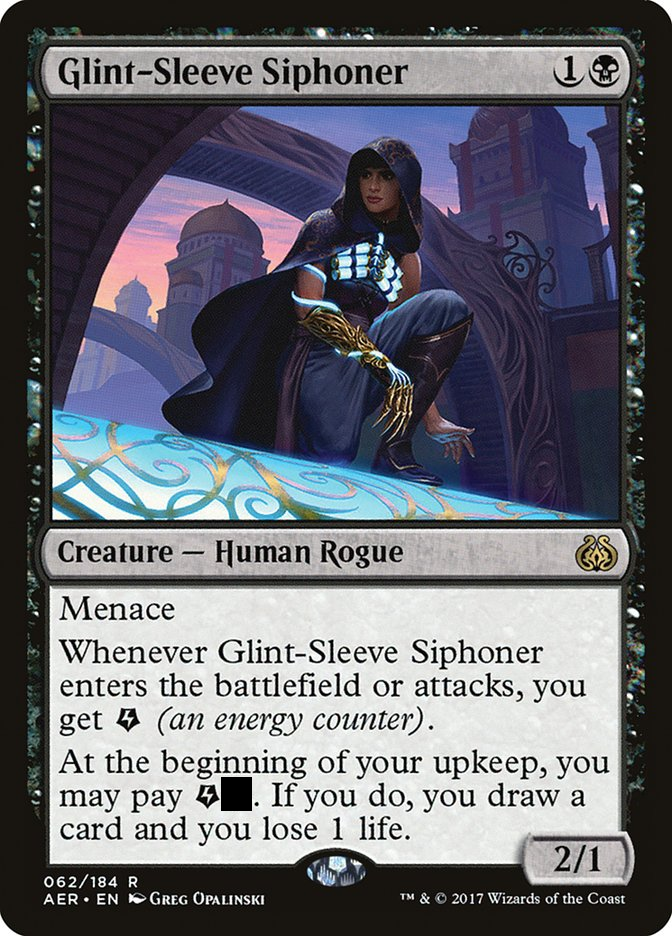 Glint-Sleeve Siphoner 1
Creature — Human Rogue
Menace
Whenever Glint-Sleeve Siphoner
enters the battlefield or attacks, you
get (an energy counter).
At the beginning of your upkeep, you
may pay . If you do, you draw a
card and you lose 1 life.
2/1
062/184 R
AER • EN Greg Opalinski
™ & © 2017 Wizards of the Coast